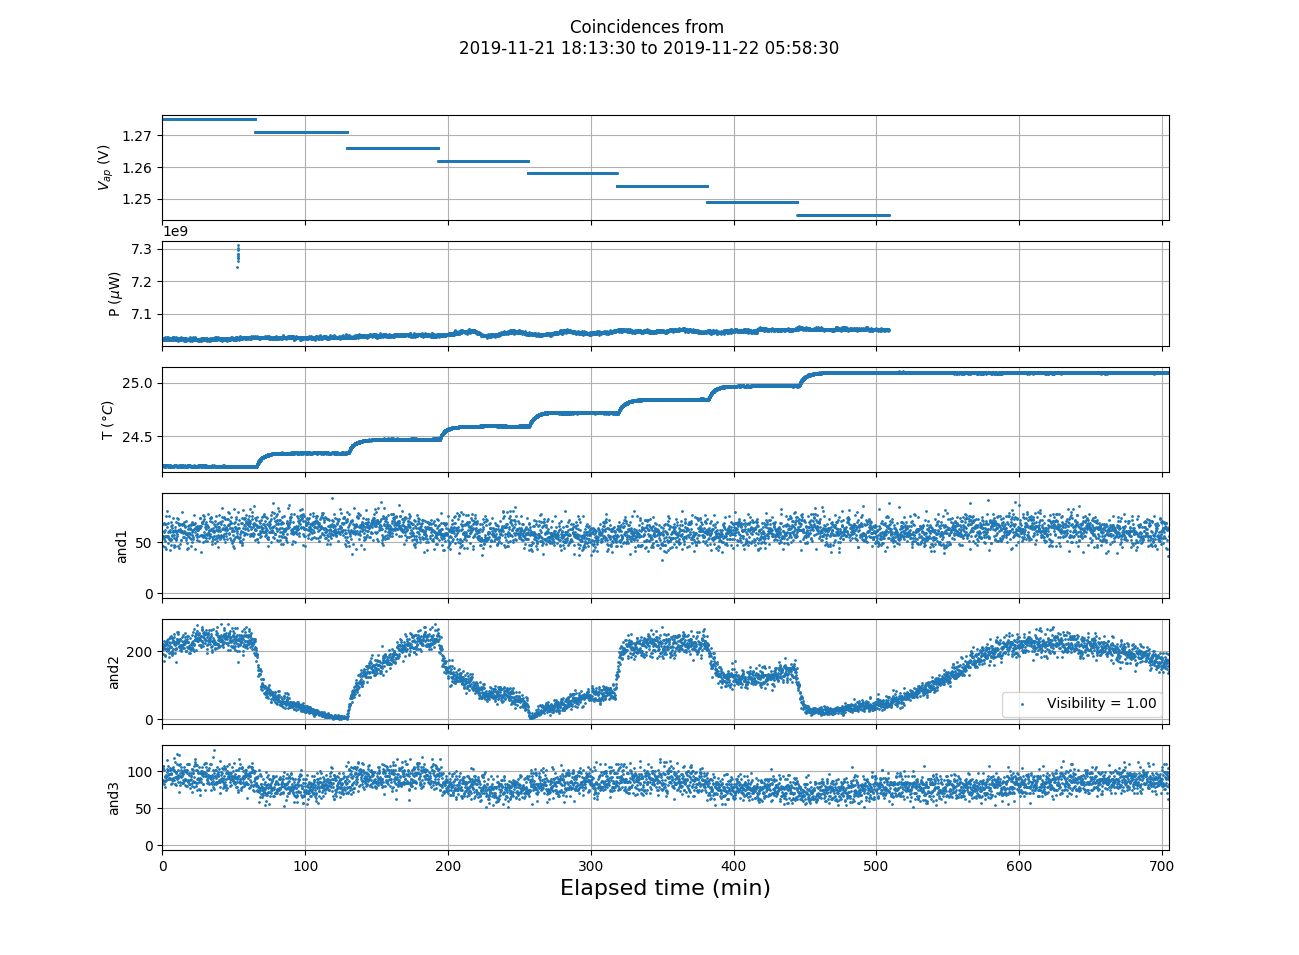 Coincidences from
2019-11-21 18:13:30 to 2019-11-22 05:58:30
V_ap (V)
1.27
1.26
1.25
1e9
P (μW)
7.3
7.2
7.1
T (°C)
25.0
24.5
and1
50
0
and2
200
0
Visibility = 1.00
and3
100
50
0
0 100 200 300 400 500 600 700
Elapsed time (min)